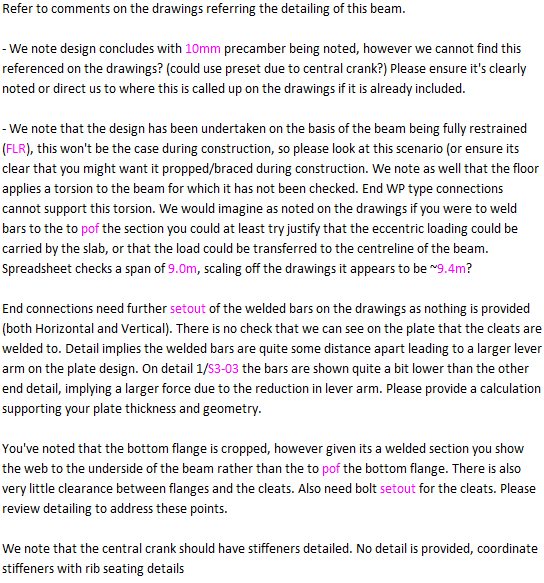 Refer to comments on the drawings referring the detailing of this beam.
- We note design concludes with 10mm precamber being noted, however we cannot find this
referenced on the drawings? (could use preset due to central crank?) Please ensure it's clearly
noted or direct us to where this is called up on the drawings if it is already included.
- We note that the design has been undertaken on the basis of the beam being fully restrained
(FLR), this won't be the case during construction, so please look at this scenario (or ensure its
clear that you might want it propped/braced during construction. We note as well that the floor
applies a torsion to the beam for which it has not been checked. End WP type connections
cannot support this torsion. We would imagine as noted on the drawings if you were to weld
bars to the to pof the section you could at least try justify that the eccentric loading could be
carried by the slab, or that the load could be transferred to the centreline of the beam.
Spreadsheet checks a span of 9.0m, scaling off the drawings it appears to be ~9.4m?
End connections need further setout of the welded bars on the drawings as nothing is provided
(both Horizontal and Vertical). There is no check that we can see on the plate that the cleats are
welded to. Detail implies the welded bars are quite some distance apart leading to a larger lever
arm on the plate design. On detail 1/S3-03 the bars are shown quite a bit lower than the other
end detail, implying a larger force due to the reduction in lever arm. Please provide a calculation
supporting your plate thickness and geometry.
You've noted that the bottom flange is cropped, however given its a welded section you show
the web to the underside of the beam rather than the to pof the bottom flange. There is also
very little clearance between flanges and the cleats. Also need bolt setout for the cleats. Please
review detailing to address these points.
We note that the central crank should have stiffeners detailed. No detail is provided, coordinate
stiffeners with rib seating details